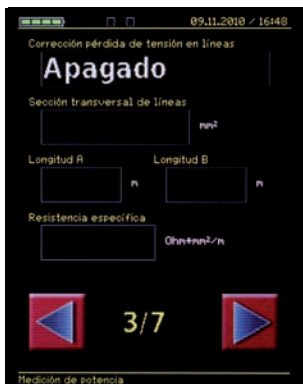 09.11.2010 / 16:48
Corrección pérdida de tensión en líneas
Apagado
Sección transversal de líneas
mm²
Longitud A Longitud B
m m
Resistencia específica
Ohm*mm²/m
3/7
Medición de potencia